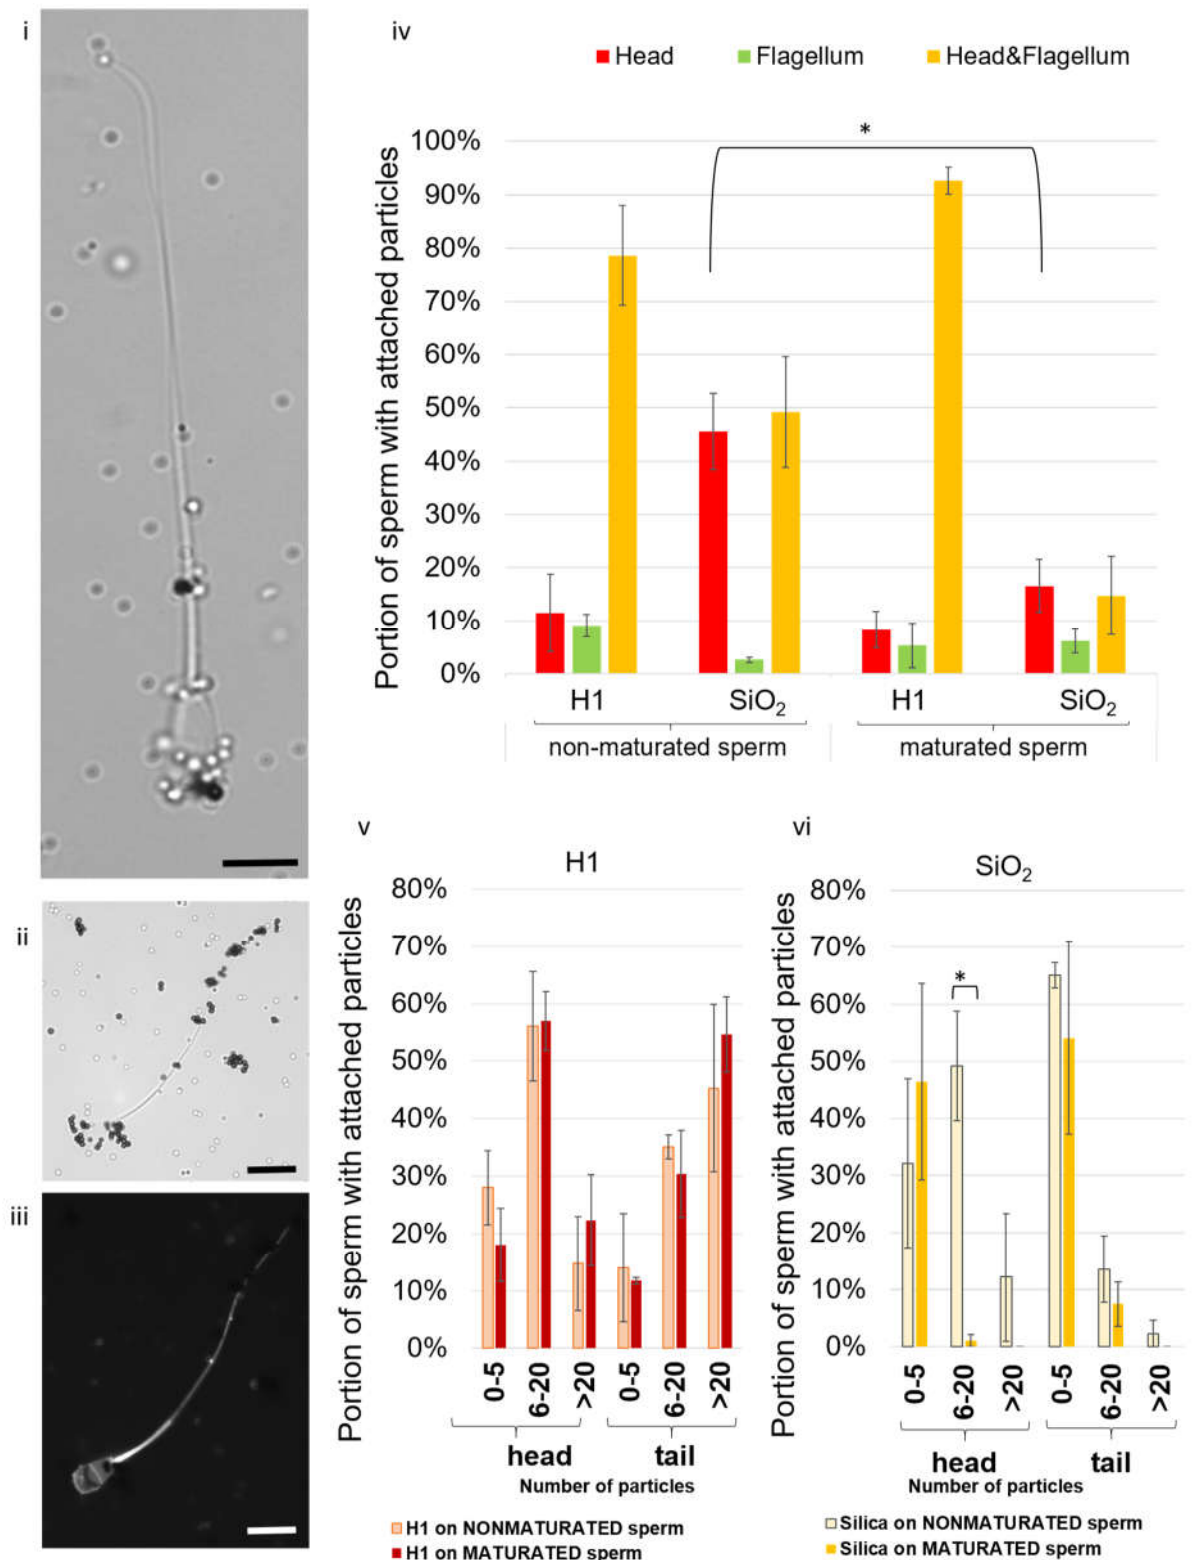 i
ii
iii
iv
Head
Flagellum
Head&Flagellum
Portion of sperm with attached particles
100%
90%
80%
70%
60%
50%
40%
30%
20%
10%
0%
*
H1
SiO₂
H1
SiO₂
non-maturated sperm
maturated sperm
v
H1
Portion of sperm with attached particles
80%
70%
60%
50%
40%
30%
20%
10%
0%
0-5
6-20
>20
0-5
6-20
>20
head
tail
Number of particles
H1 on NONMATURATED sperm
H1 on MATURATED sperm
vi
SiO₂
Portion of sperm with attached particles
80%
70%
60%
50%
40%
30%
20%
10%
0%
*
0-5
6-20
>20
0-5
6-20
>20
head
tail
Number of particles
Silica on NONMATURATED sperm
Silica on MATURATED sperm